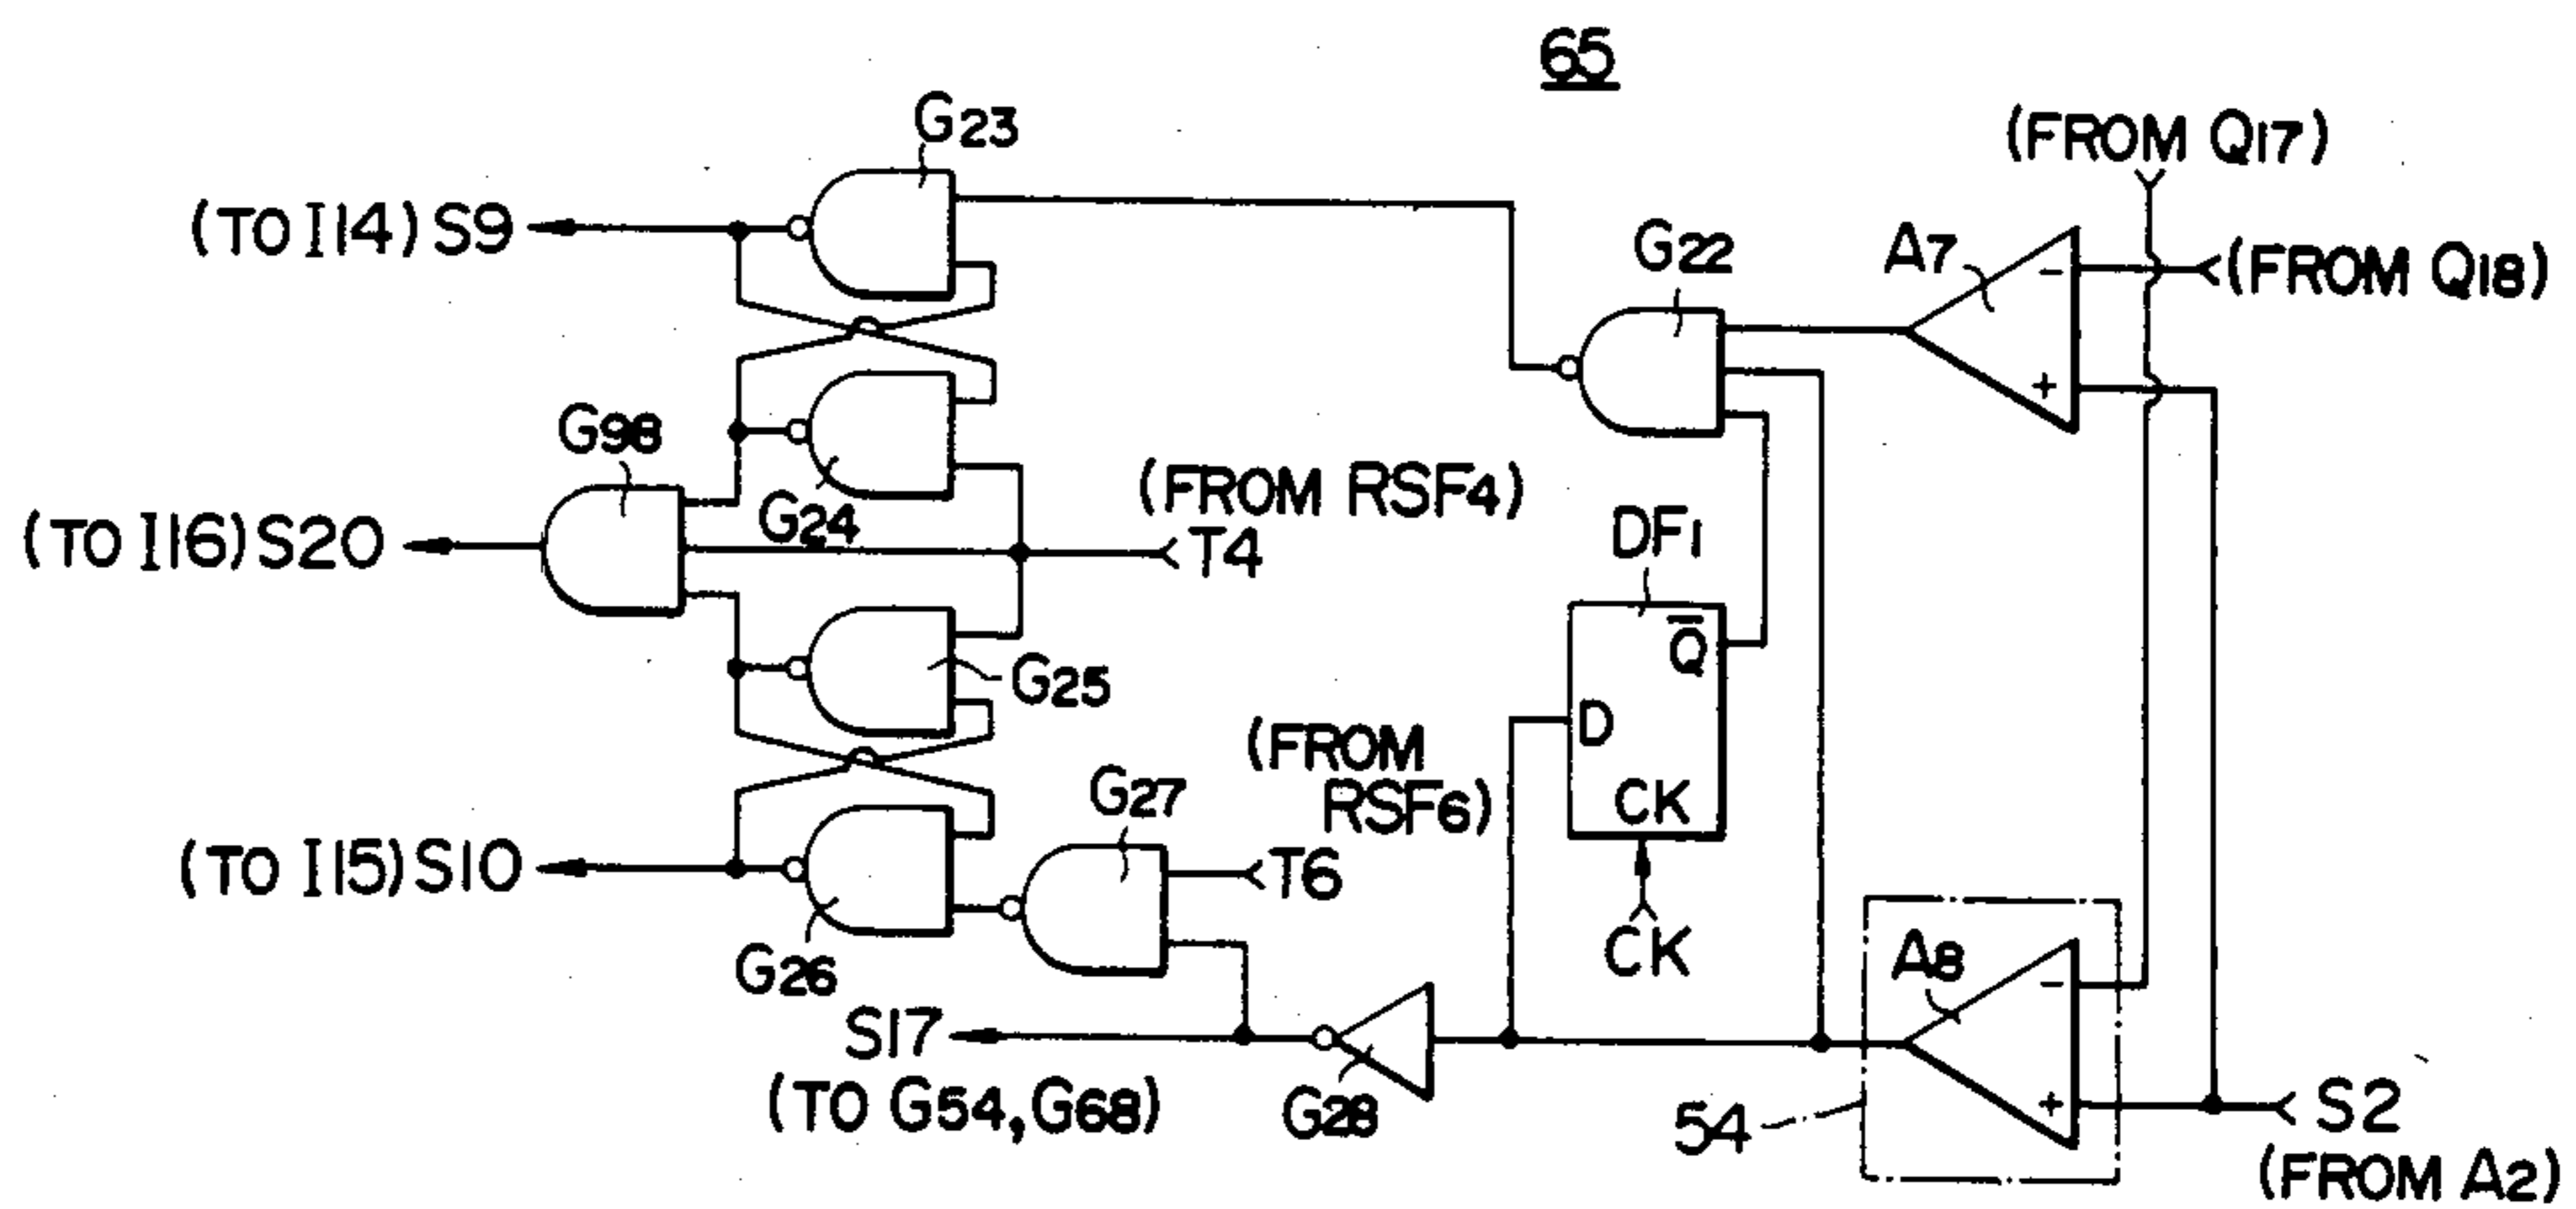 65
G23
(FROM Q17)
(TO I14) S9
G22
A7
-
(FROM Q18)
+
G98
G24
(FROM RSF4)
T4
(TO I16) S20
DF1
Q̅
G25
D
(FROM
RSF6)
CK
G27
T6
(TO I15) S10
G26
CK
A8
-
S17
(TO G54, G68)
G28
54
+
S2
(FROM A2)